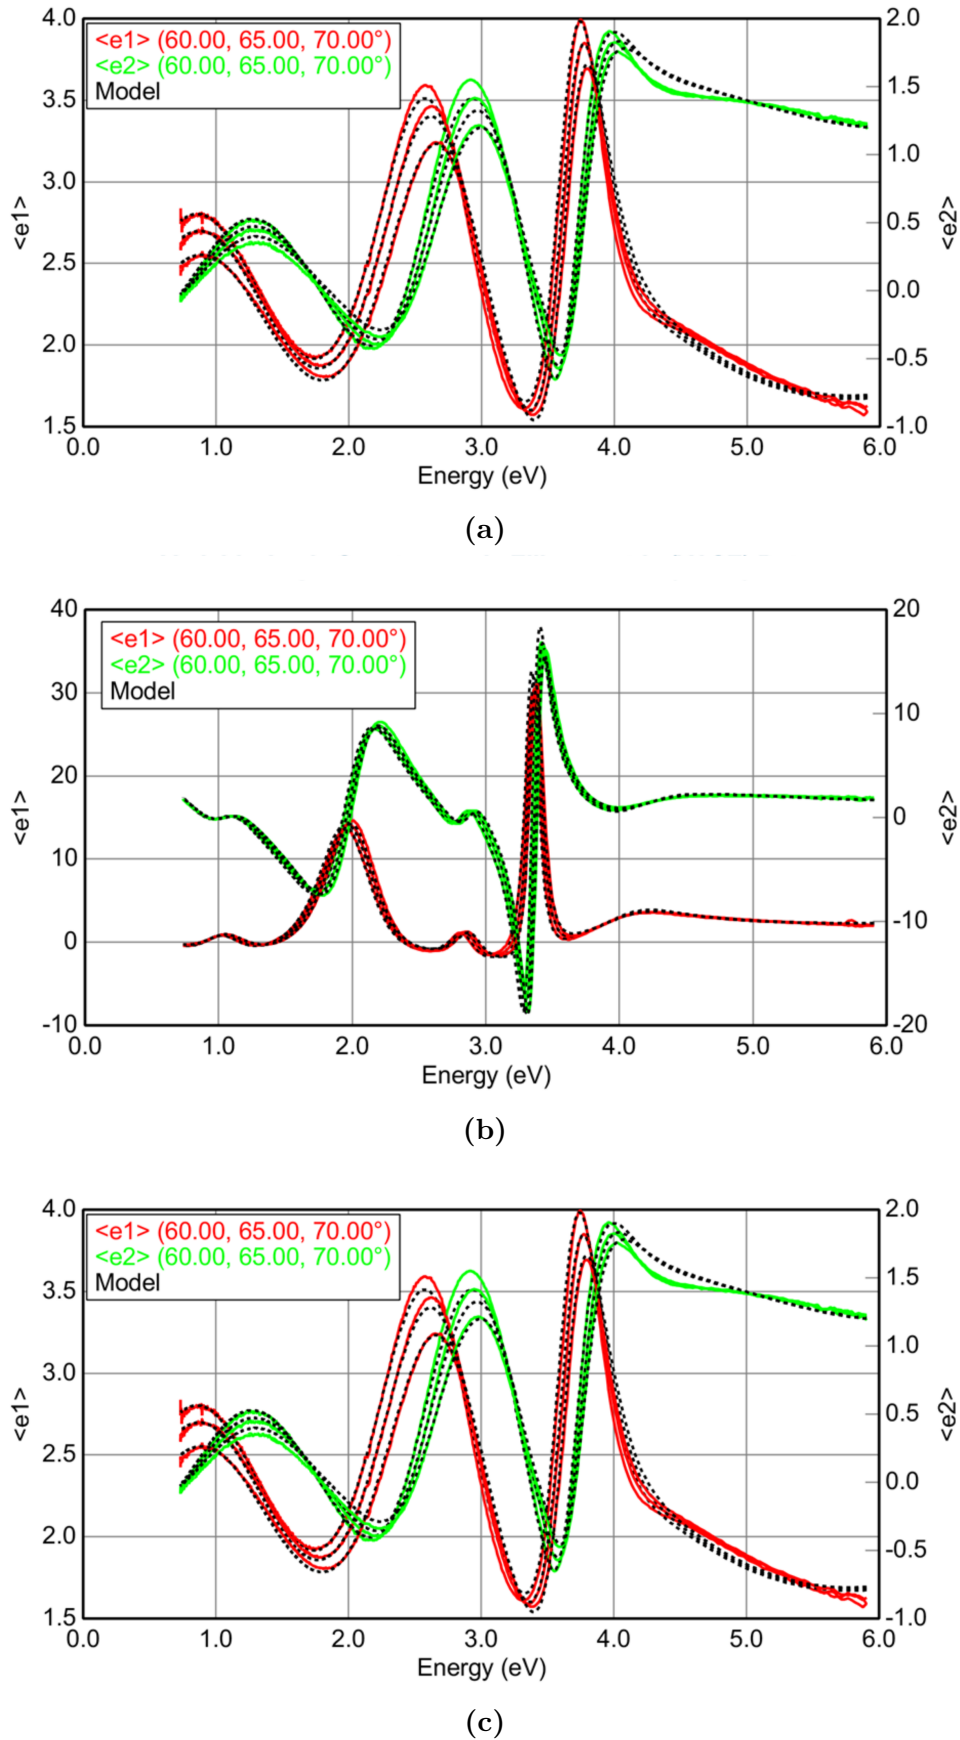 4.0
3.5
3.0
2.5
2.0
1.5
<e1>
<e1> (60.00, 65.00, 70.00°)
<e2> (60.00, 65.00, 70.00°)
Model
2.0
1.5
1.0
0.5
0.0
-0.5
-1.0
<e2>
0.0 1.0 2.0 3.0 4.0 5.0 6.0
Energy (eV)
(a)
40
30
20
10
0
-10
<e1>
<e1> (60.00, 65.00, 70.00°)
<e2> (60.00, 65.00, 70.00°)
Model
20
10
0
-10
-20
<e2>
0.0 1.0 2.0 3.0 4.0 5.0 6.0
Energy (eV)
(b)
4.0
3.5
3.0
2.5
2.0
1.5
<e1>
<e1> (60.00, 65.00, 70.00°)
<e2> (60.00, 65.00, 70.00°)
Model
2.0
1.5
1.0
0.5
0.0
-0.5
-1.0
<e2>
0.0 1.0 2.0 3.0 4.0 5.0 6.0
Energy (eV)
(c)